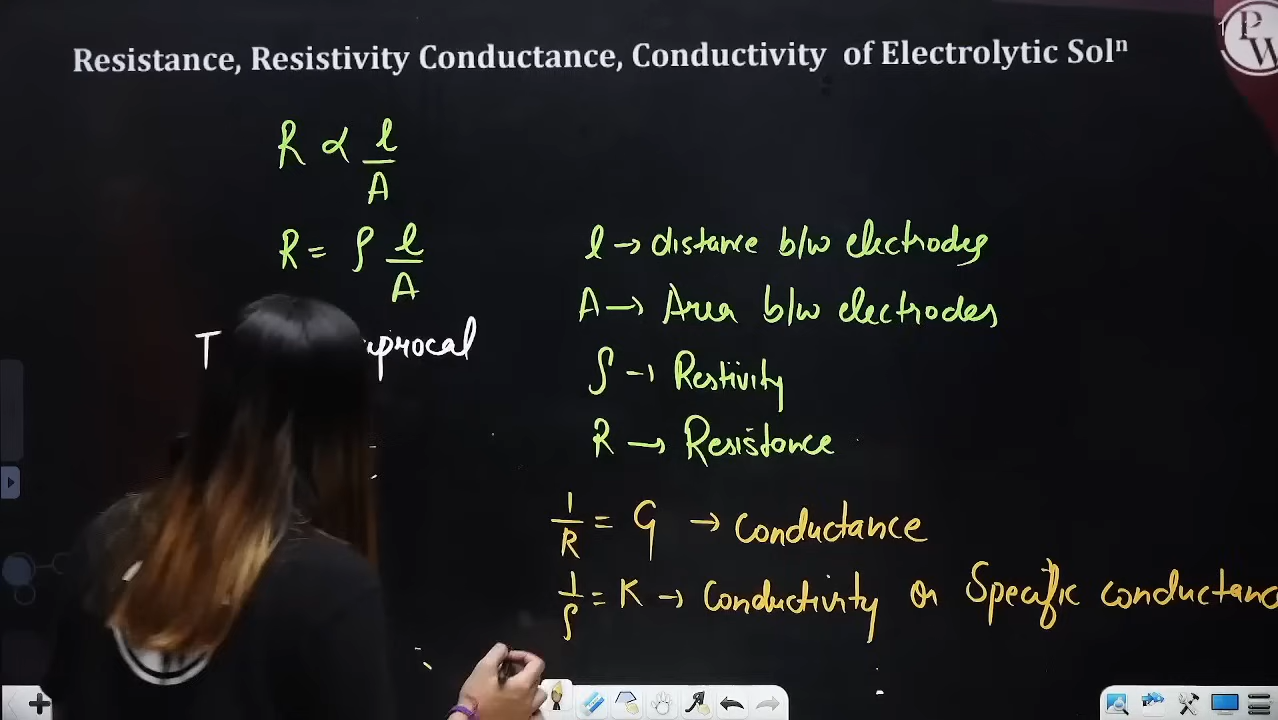 Resistance, Resistivity Conductance, Conductivity of Electrolytic Solⁿ
PW
R ∝ l/A
R = ρ l/A
l → distance b/w electrodes
A → Area b/w electrodes
T
ρ → Restivity
R → Resistance
1/R = G → Conductance
1/ρ = K → Conductivity or Specific conductanc